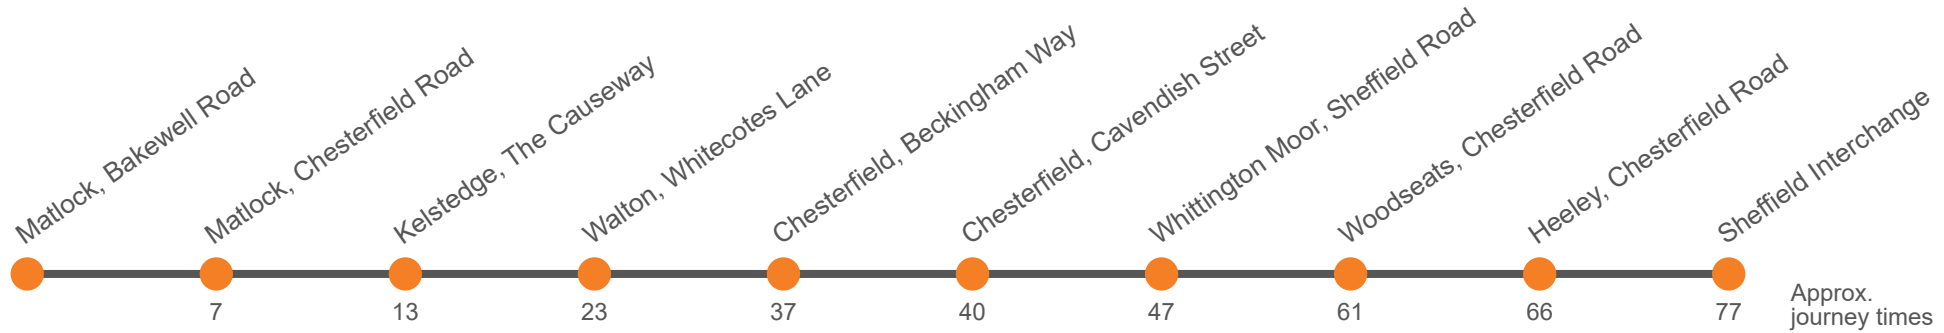 Matlock, Bakewell Road
Matlock, Chesterfield Road
Kelstedge, The Causeway
Walton, Whitecotes Lane
Chesterfield, Beckingham Way
Chesterfield, Cavendish Street
Whittington Moor, Sheffield Road
Woodseats, Chesterfield Road
Heeley, Chesterfield Road
Sheffield Interchange
7
13
23
37
40
47
61
66
77
Approx.
journey times